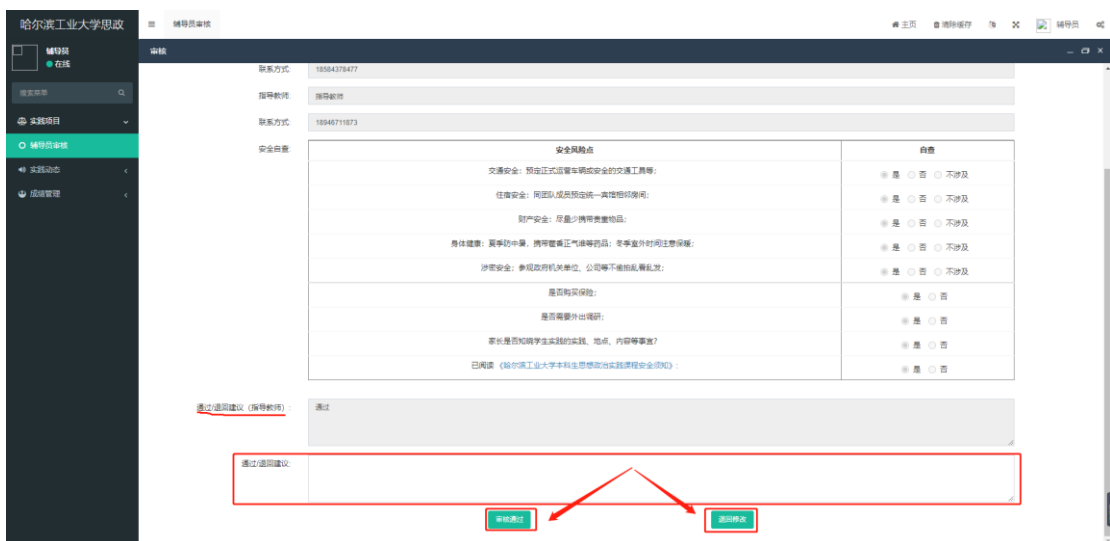 哈尔滨工业大学思政 辅导员审核 主页 清除缓存 辅导员
辅导员
在线
审核
联系方式: 18584378477
搜索菜单
指导教师: 指导教师
实践项目
联系方式: 18946711873
辅导员审核
安全自查: 安全风险点 自查
实践动态
交通安全：预定正式运营车辆或安全的交通工具等； 是 否 不涉及
成绩管理
住宿安全：同团队成员预定统一宾馆相邻房间； 是 否 不涉及
财产安全：尽量少携带贵重物品； 是 否 不涉及
身体健康：夏季防中暑，携带藿香正气准等药品；冬季室外时间注意保暖； 是 否 不涉及
涉密安全：参观政府机关单位、公司等不偷拍乱看乱发； 是 否 不涉及
是否购买保险； 是 否
是否需要外出调研； 是 否
家长是否知晓学生实践的实践、地点、内容等事宜? 是 否
已阅读《哈尔滨工业大学本科生思想政治实践课程安全须知》: 是 否
通过/退回建议（指导教师）: 通过
通过/退回建议:
审核通过 退回修改